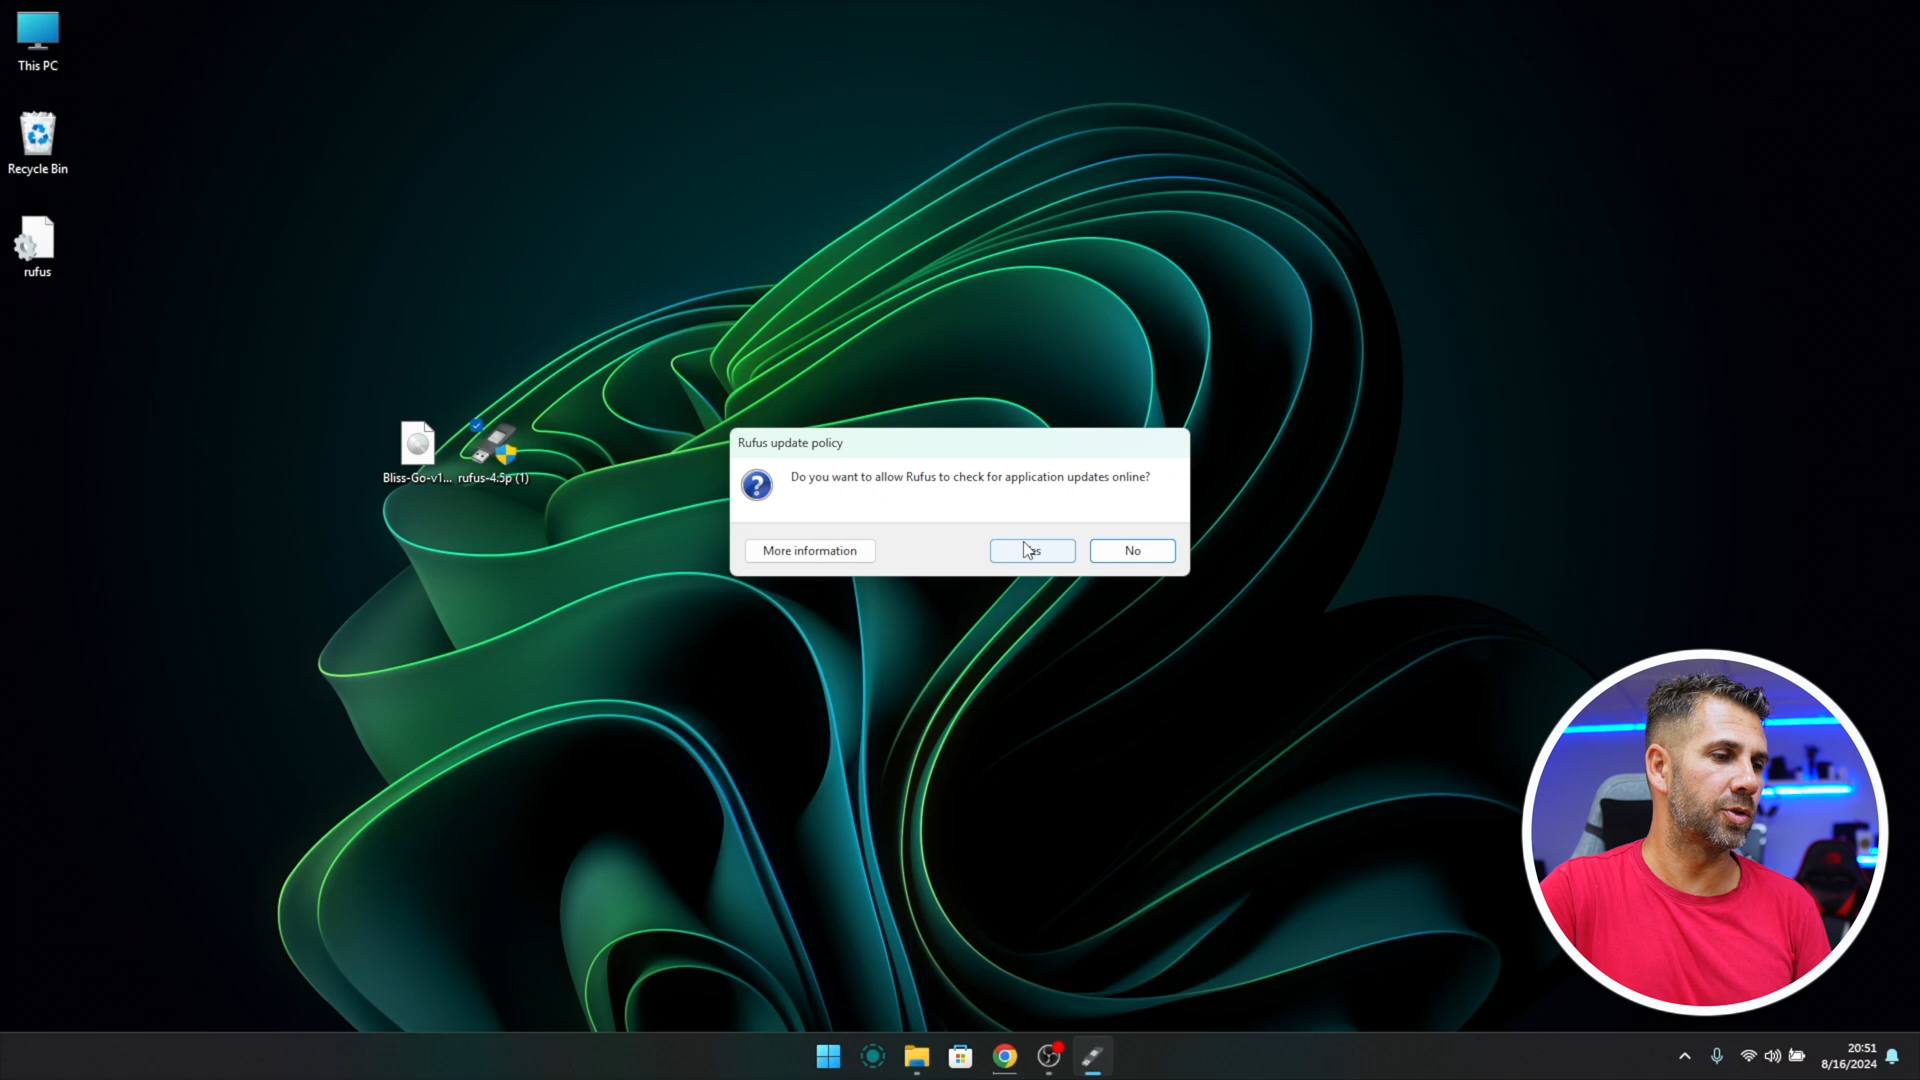 This PC
Recycle Bin
rufus
Bliss-Go-v1...
rufus-4.5p (1)
Rufus update policy
Do you want to allow Rufus to check for application updates online?
More information
No
20:51
8/16/2024